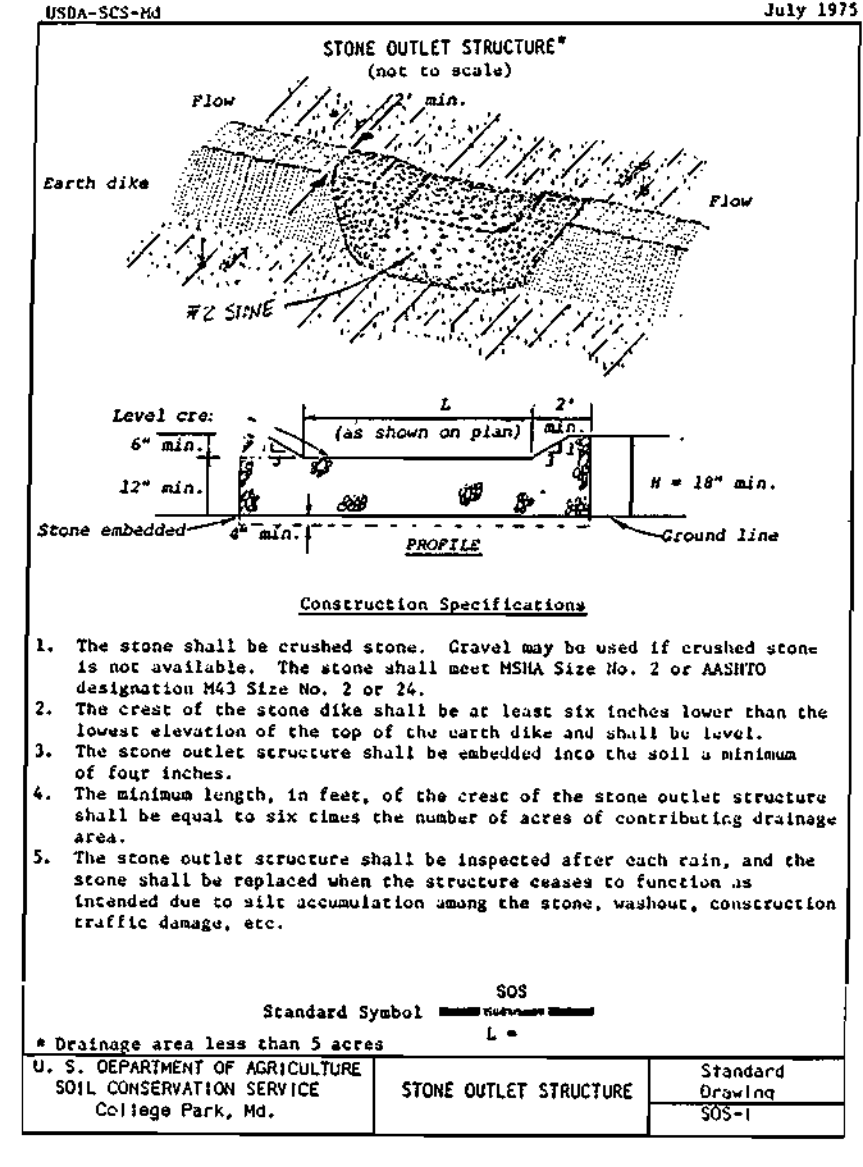 USDA-SCS-Md
July 1975
STONE OUTLET STRUCTURE*
(not to scale)
Flow
2' min.
Earth dike
Flow
#2 STONE
L
2'
Level cre
(as shown on plan)
min.
6" min.
1
3
12" min.
H = 18" min.
Stone embedded
4" min.
PROFILE
Ground line
Construction Specifications
1. The stone shall be crushed stone. Gravel may be used if crushed stone
is not available. The stone shall meet MSHA Size No. 2 or AASHTO
designation M43 Size No. 2 or 24.
2. The crest of the stone dike shall be at least six inches lower than the
lowest elevation of the top of the earth dike and shall be level.
3. The stone outlet structure shall be embedded into the soil a minimum
of four inches.
4. The minimum length, in feet, of the crest of the stone outlet structure
shall be equal to six times the number of acres of contributing drainage
area.
5. The stone outlet structure shall be inspected after each rain, and the
stone shall be replaced when the structure ceases to function as
intended due to silt accumulation among the stone, washout, construction
traffic damage, etc.
SOS
Standard Symbol
L =
* Drainage area less than 5 acres
U. S. DEPARTMENT OF AGRICULTURE
SOIL CONSERVATION SERVICE
College Park, Md.
STONE OUTLET STRUCTURE
Standard
Drawing
SOS-1